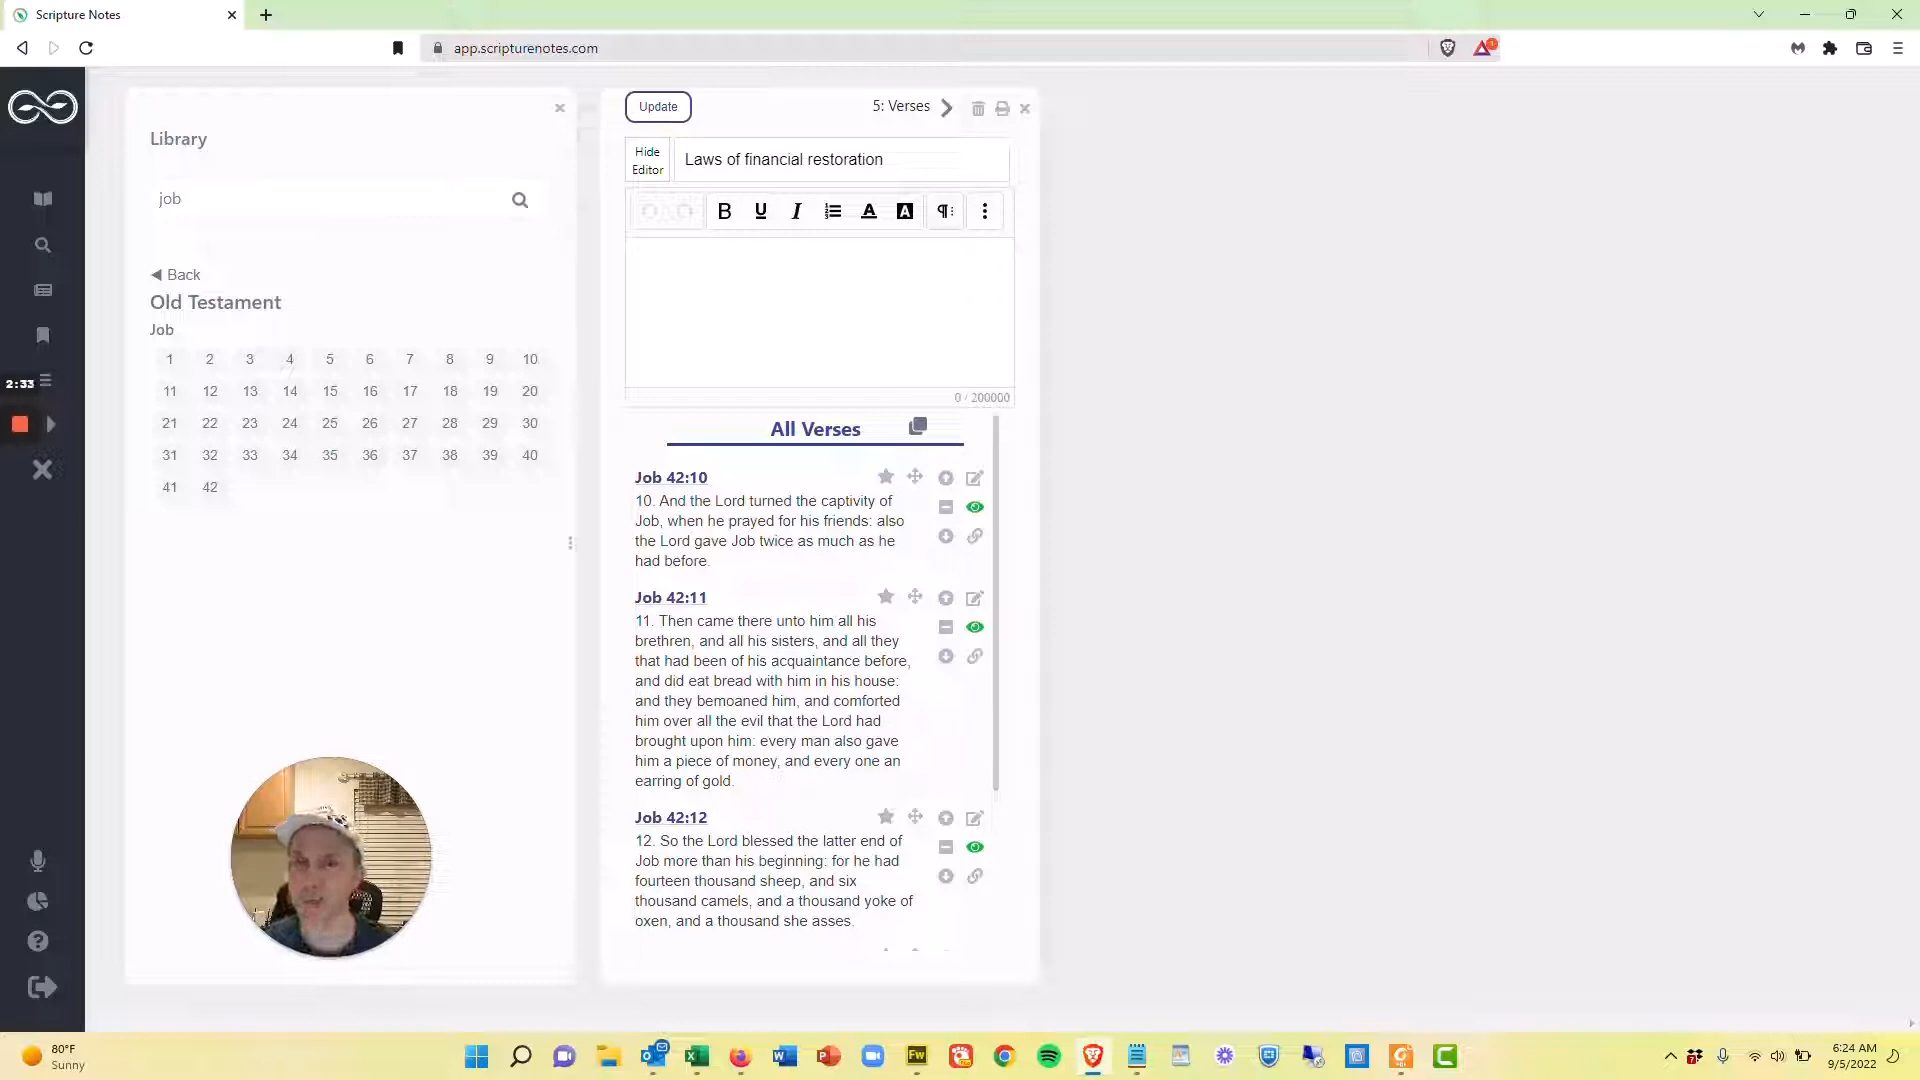 Scripture Notes
app.scripturenotes.com
1
Library
job
Back
Old Testament
Job
1 2 3 4 5 6 7 8 9 10
11 12 13 14 15 16 17 18 19 20
21 22 23 24 25 26 27 28 29 30
31 32 33 34 35 36 37 38 39 40
41 42
2:33
Update
5: Verses
Hide
Editor
Laws of financial restoration
B U I A A
0 / 200000
All Verses
Job 42:10
10. And the Lord turned the captivity of
Job, when he prayed for his friends: also
the Lord gave Job twice as much as he
had before.
Job 42:11
11. Then came there unto him all his
brethren, and all his sisters, and all they
that had been of his acquaintance before,
and did eat bread with him in his house:
and they bemoaned him, and comforted
him over all the evil that the Lord had
brought upon him: every man also gave
him a piece of money, and every one an
earring of gold.
Job 42:12
12. So the Lord blessed the latter end of
Job more than his beginning: for he had
fourteen thousand sheep, and six
thousand camels, and a thousand yoke of
oxen, and a thousand she asses.
80°F
Sunny
Fw
6:24 AM
9/5/2022